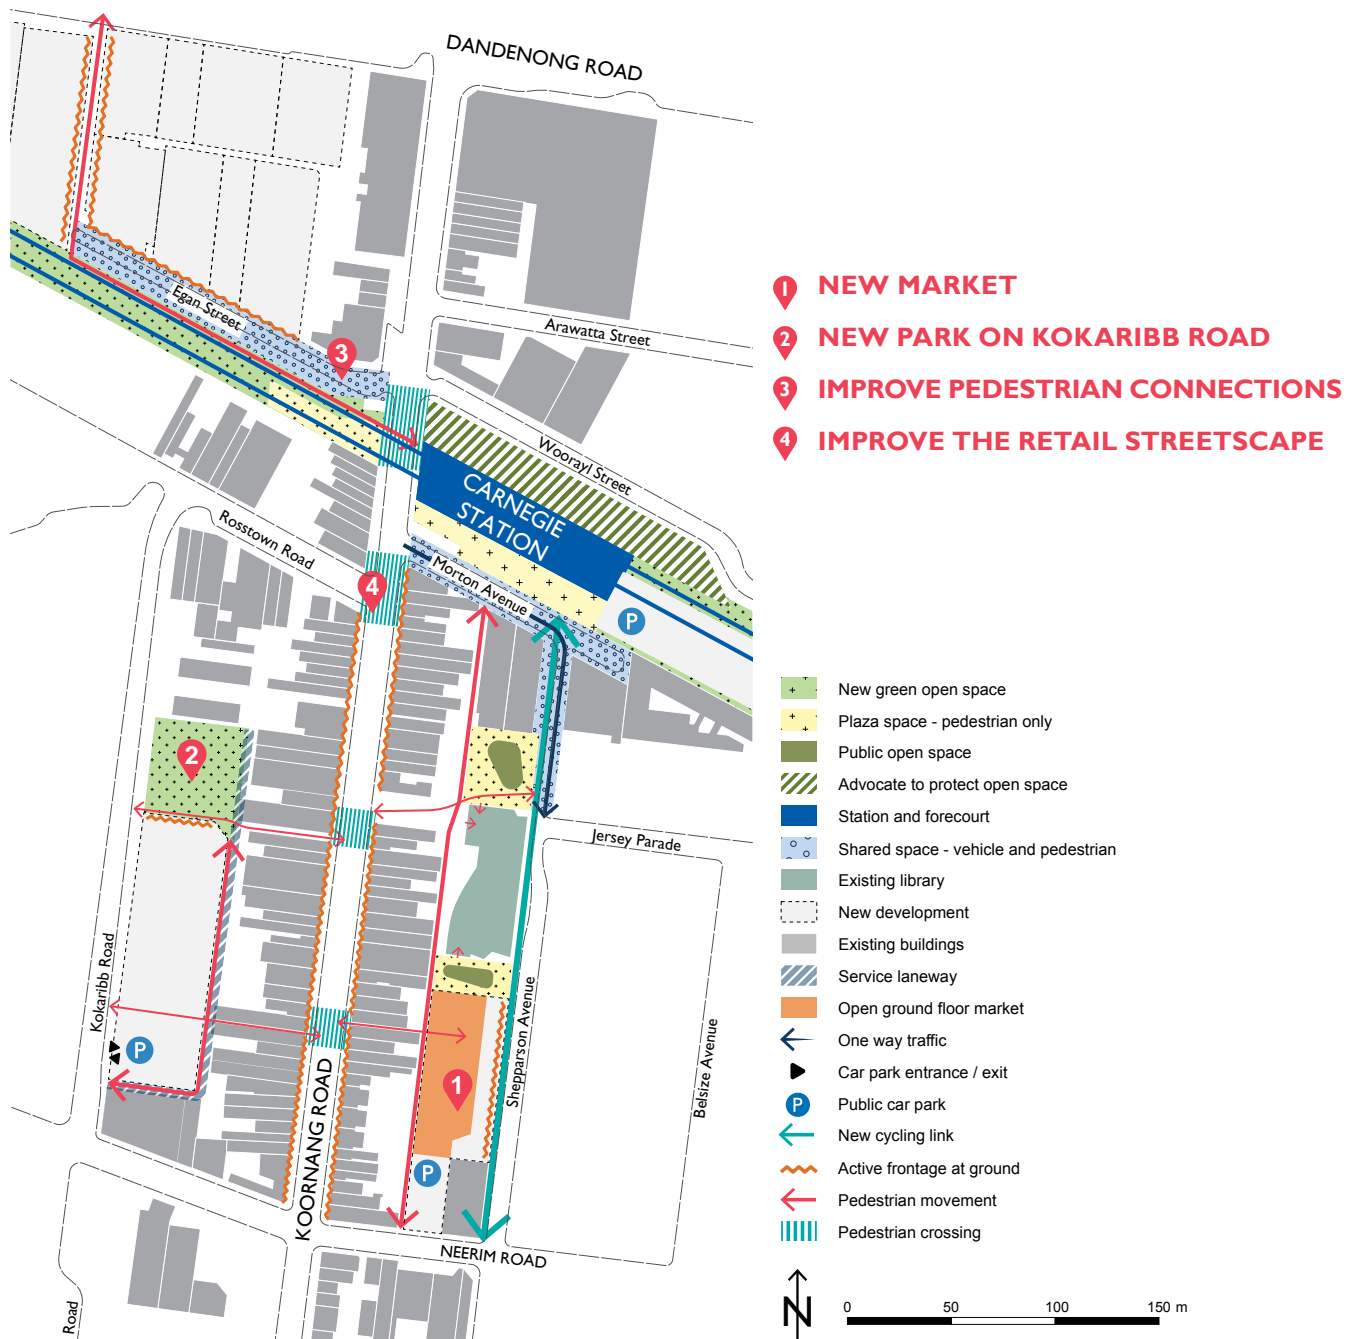 DANDENONG ROAD
Egan Street
3
Arawatta Street
Woorayl Street
CARNEGIE
STATION
Rosstown Road
4
Morton Avenue
P
2
Jersey Parade
Kokaribb Road
P
KOORNANG ROAD
1
P
Shepparson Avenue
Belsize Avenue
NEERIM ROAD
Road
1 NEW MARKET
2 NEW PARK ON KOKARIBB ROAD
3 IMPROVE PEDESTRIAN CONNECTIONS
4 IMPROVE THE RETAIL STREETSCAPE
New green open space
Plaza space - pedestrian only
Public open space
Advocate to protect open space
Station and forecourt
Shared space - vehicle and pedestrian
Existing library
New development
Existing buildings
Service laneway
Open ground floor market
One way traffic
Car park entrance / exit
P Public car park
New cycling link
Active frontage at ground
Pedestrian movement
Pedestrian crossing
N
0 50 100 150 m